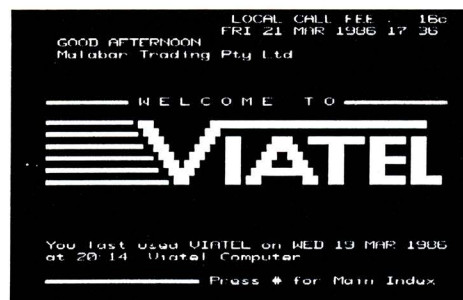 LOCAL CALL FEE . 16c
FRI 21 MAR 1986 17 36
GOOD AFTERNOON
Malabar Trading Pty Ltd
WELCOME TO
VIATEL
You last used VIATEL on WED 19 MAR 1986
at 20 14 Viatel Computer
Press # for Main Index